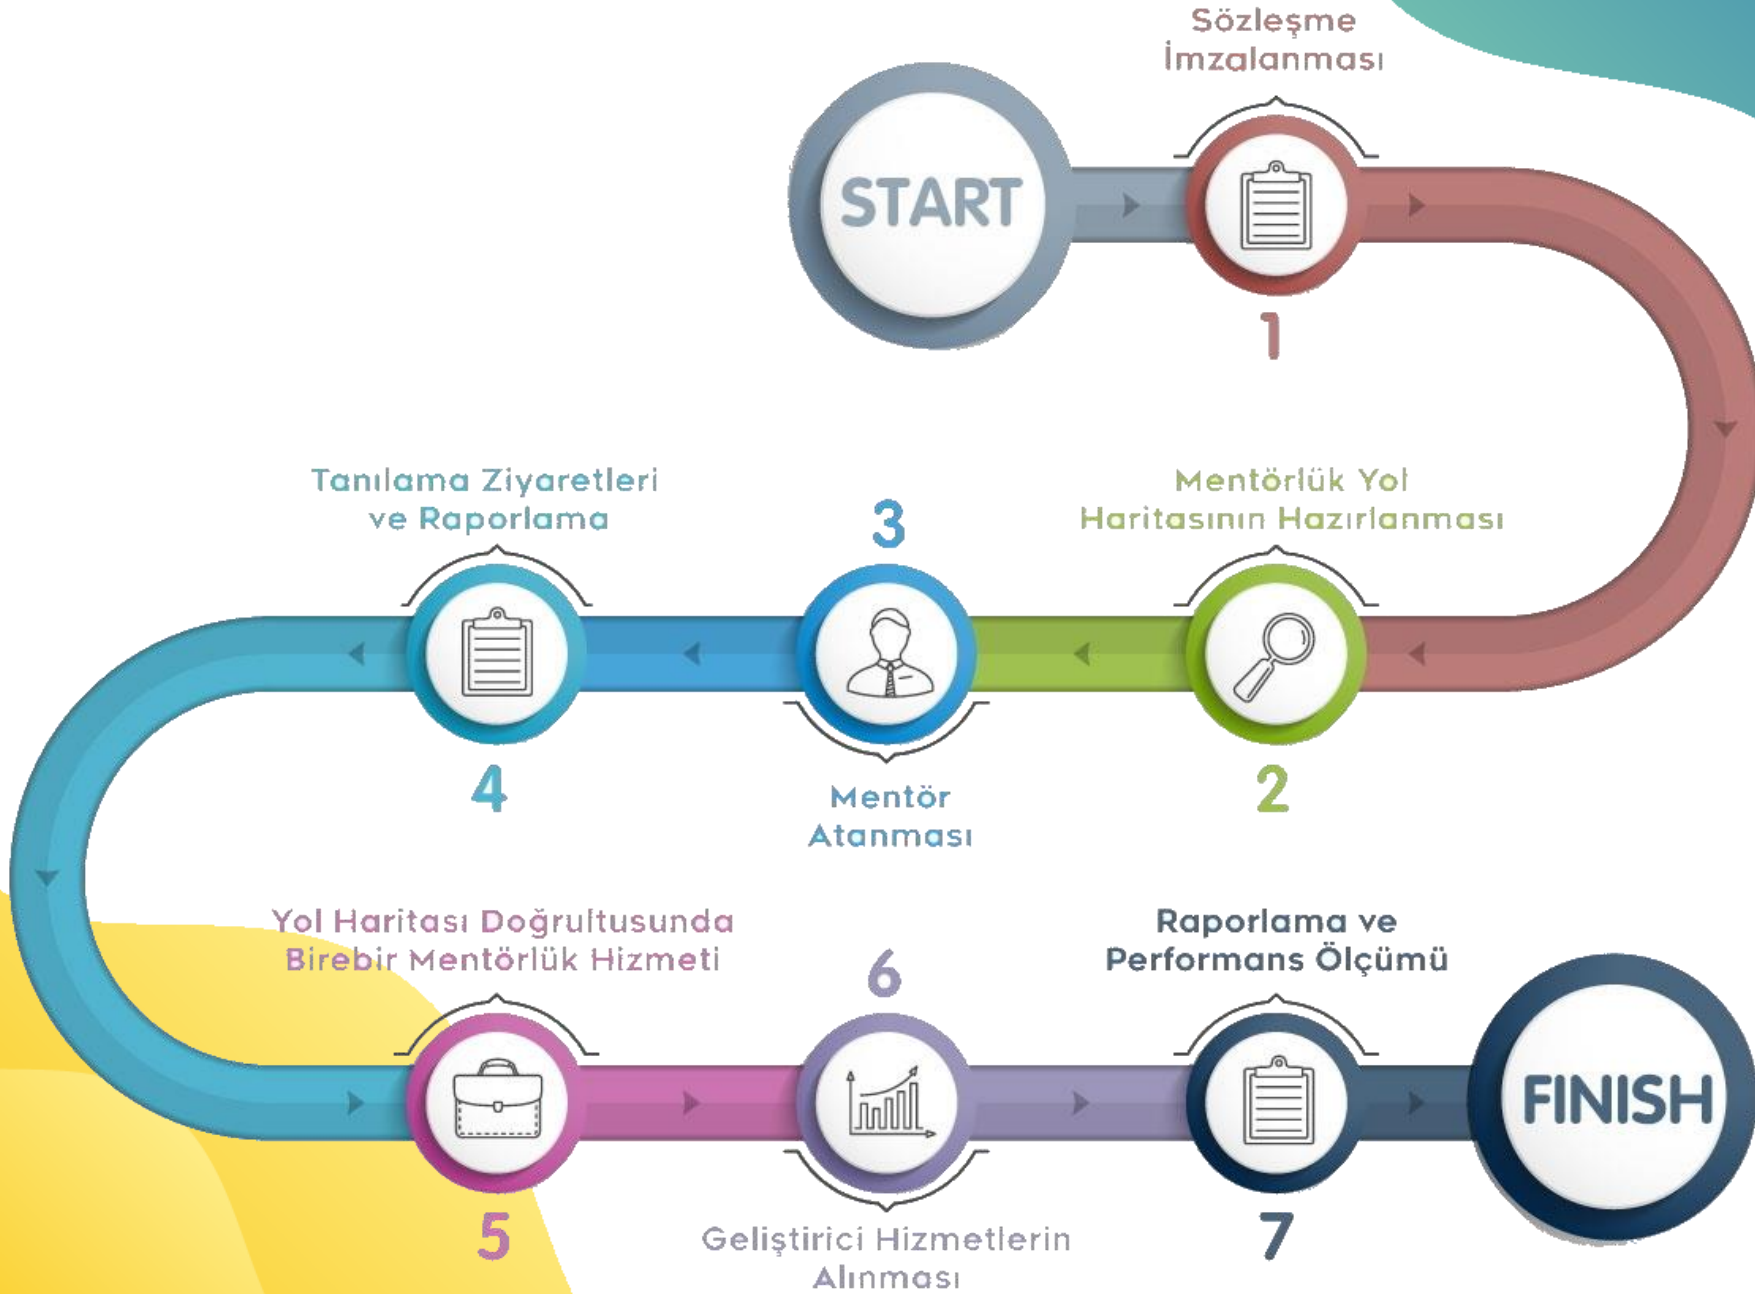 START
Sözleşme
İmzalanması
1
Mentörlük Yol
Haritasının Hazırlanması
2
3
Mentör
Atanması
Tanılama Ziyaretleri
ve Raporlama
4
Yol Haritası Doğrultusunda
Birebir Mentörlük Hizmeti
5
6
Geliştirici Hizmetlerin
Alınması
Raporlama ve
Performans Ölçümü
7
FINISH